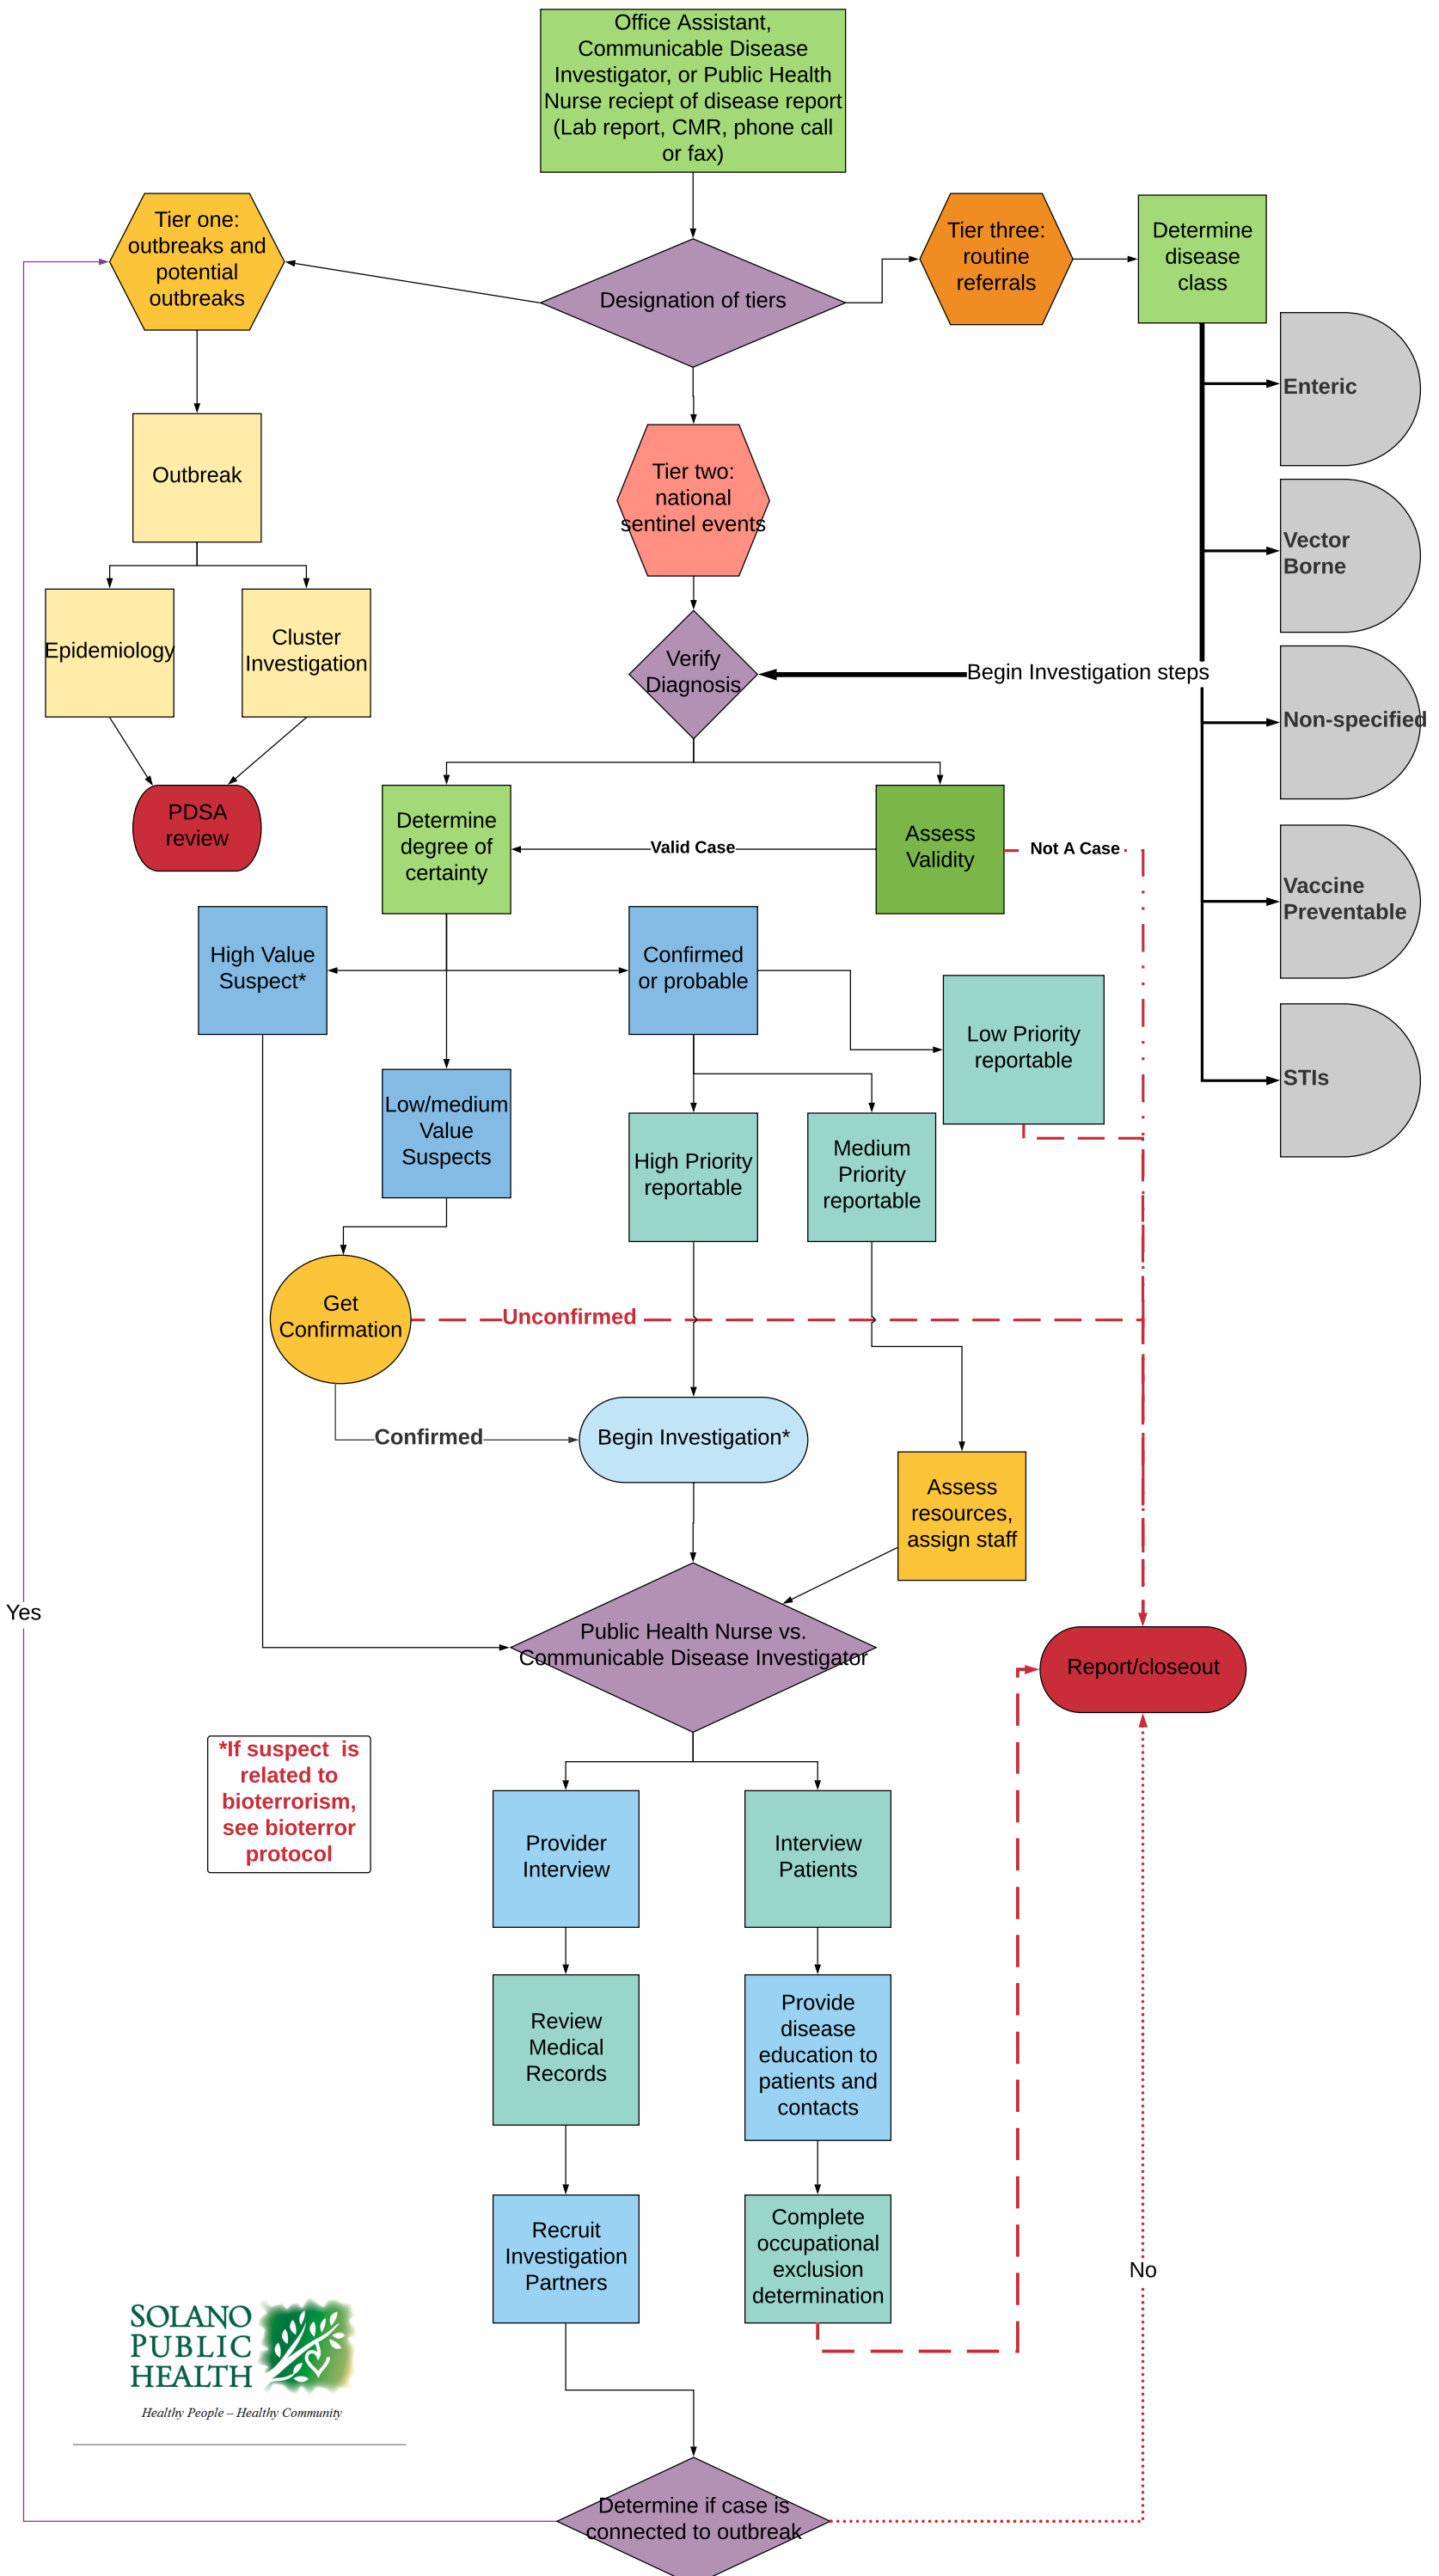 Office Assistant,
Communicable Disease
Investigator, or Public Health
Nurse reciept of disease report
(Lab report, CMR, phone call
or fax)
Tier one:
outbreaks and
potential
outbreaks
Designation of tiers
Tier three:
routine
referrals
Determine
disease
class
Enteric
Outbreak
Tier two:
national
sentinel events
Vector
Borne
Epidemiology
Cluster
Investigation
Verify
Diagnosis
Begin Investigation steps
Non-specified
PDSA
review
Determine
degree of
certainty
Valid Case
Assess
Validity
Not A Case
Vaccine
Preventable
High Value
Suspect*
Confirmed
or probable
Low Priority
reportable
STIs
Low/medium
Value
Suspects
High Priority
reportable
Medium
Priority
reportable
Get
Confirmation
Unconfirmed
Confirmed
Begin Investigation*
Assess
resources,
assign staff
Yes
Public Health Nurse vs.
Communicable Disease Investigator
Report/closeout
*If suspect is
related to
bioterrorism,
see bioterror
protocol
Provider
Interview
Interview
Patients
Review
Medical
Records
Provide
disease
education to
patients and
contacts
Recruit
Investigation
Partners
Complete
occupational
exclusion
determination
No
SOLANO
PUBLIC
HEALTH
Healthy People – Healthy Community
Determine if case is
connected to outbreak